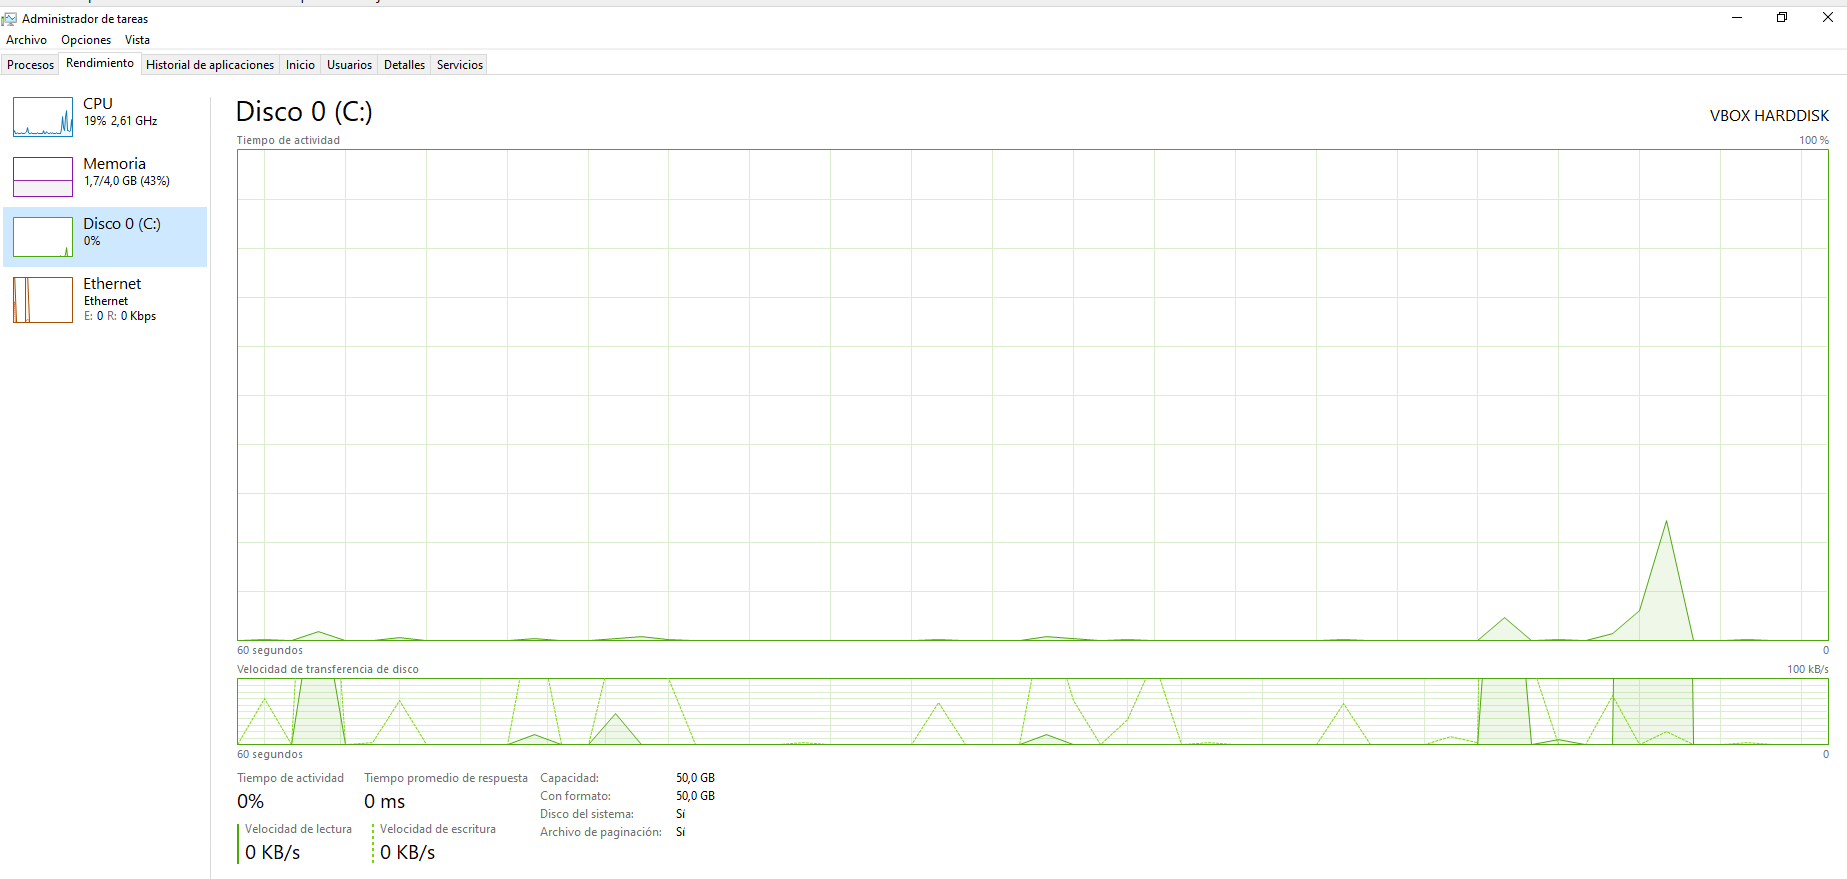 Administrador de tareas
Archivo Opciones Vista
Procesos Rendimiento Historial de aplicaciones Inicio Usuarios Detalles Servicios
CPU
19% 2,61 GHz
Memoria
1,7/4,0 GB (43%)
Disco 0 (C:)
0%
Ethernet
Ethernet
E: 0 R: 0 Kbps
Disco 0 (C:) VBOX HARDDISK
Tiempo de actividad 100 %
60 segundos 0
Velocidad de transferencia de disco 100 kB/s
60 segundos 0
Tiempo de actividad Tiempo promedio de respuesta
0% 0 ms
Velocidad de lectura Velocidad de escritura
0 KB/s 0 KB/s
Capacidad: 50,0 GB
Con formato: 50,0 GB
Disco del sistema: Sí
Archivo de paginación: Sí